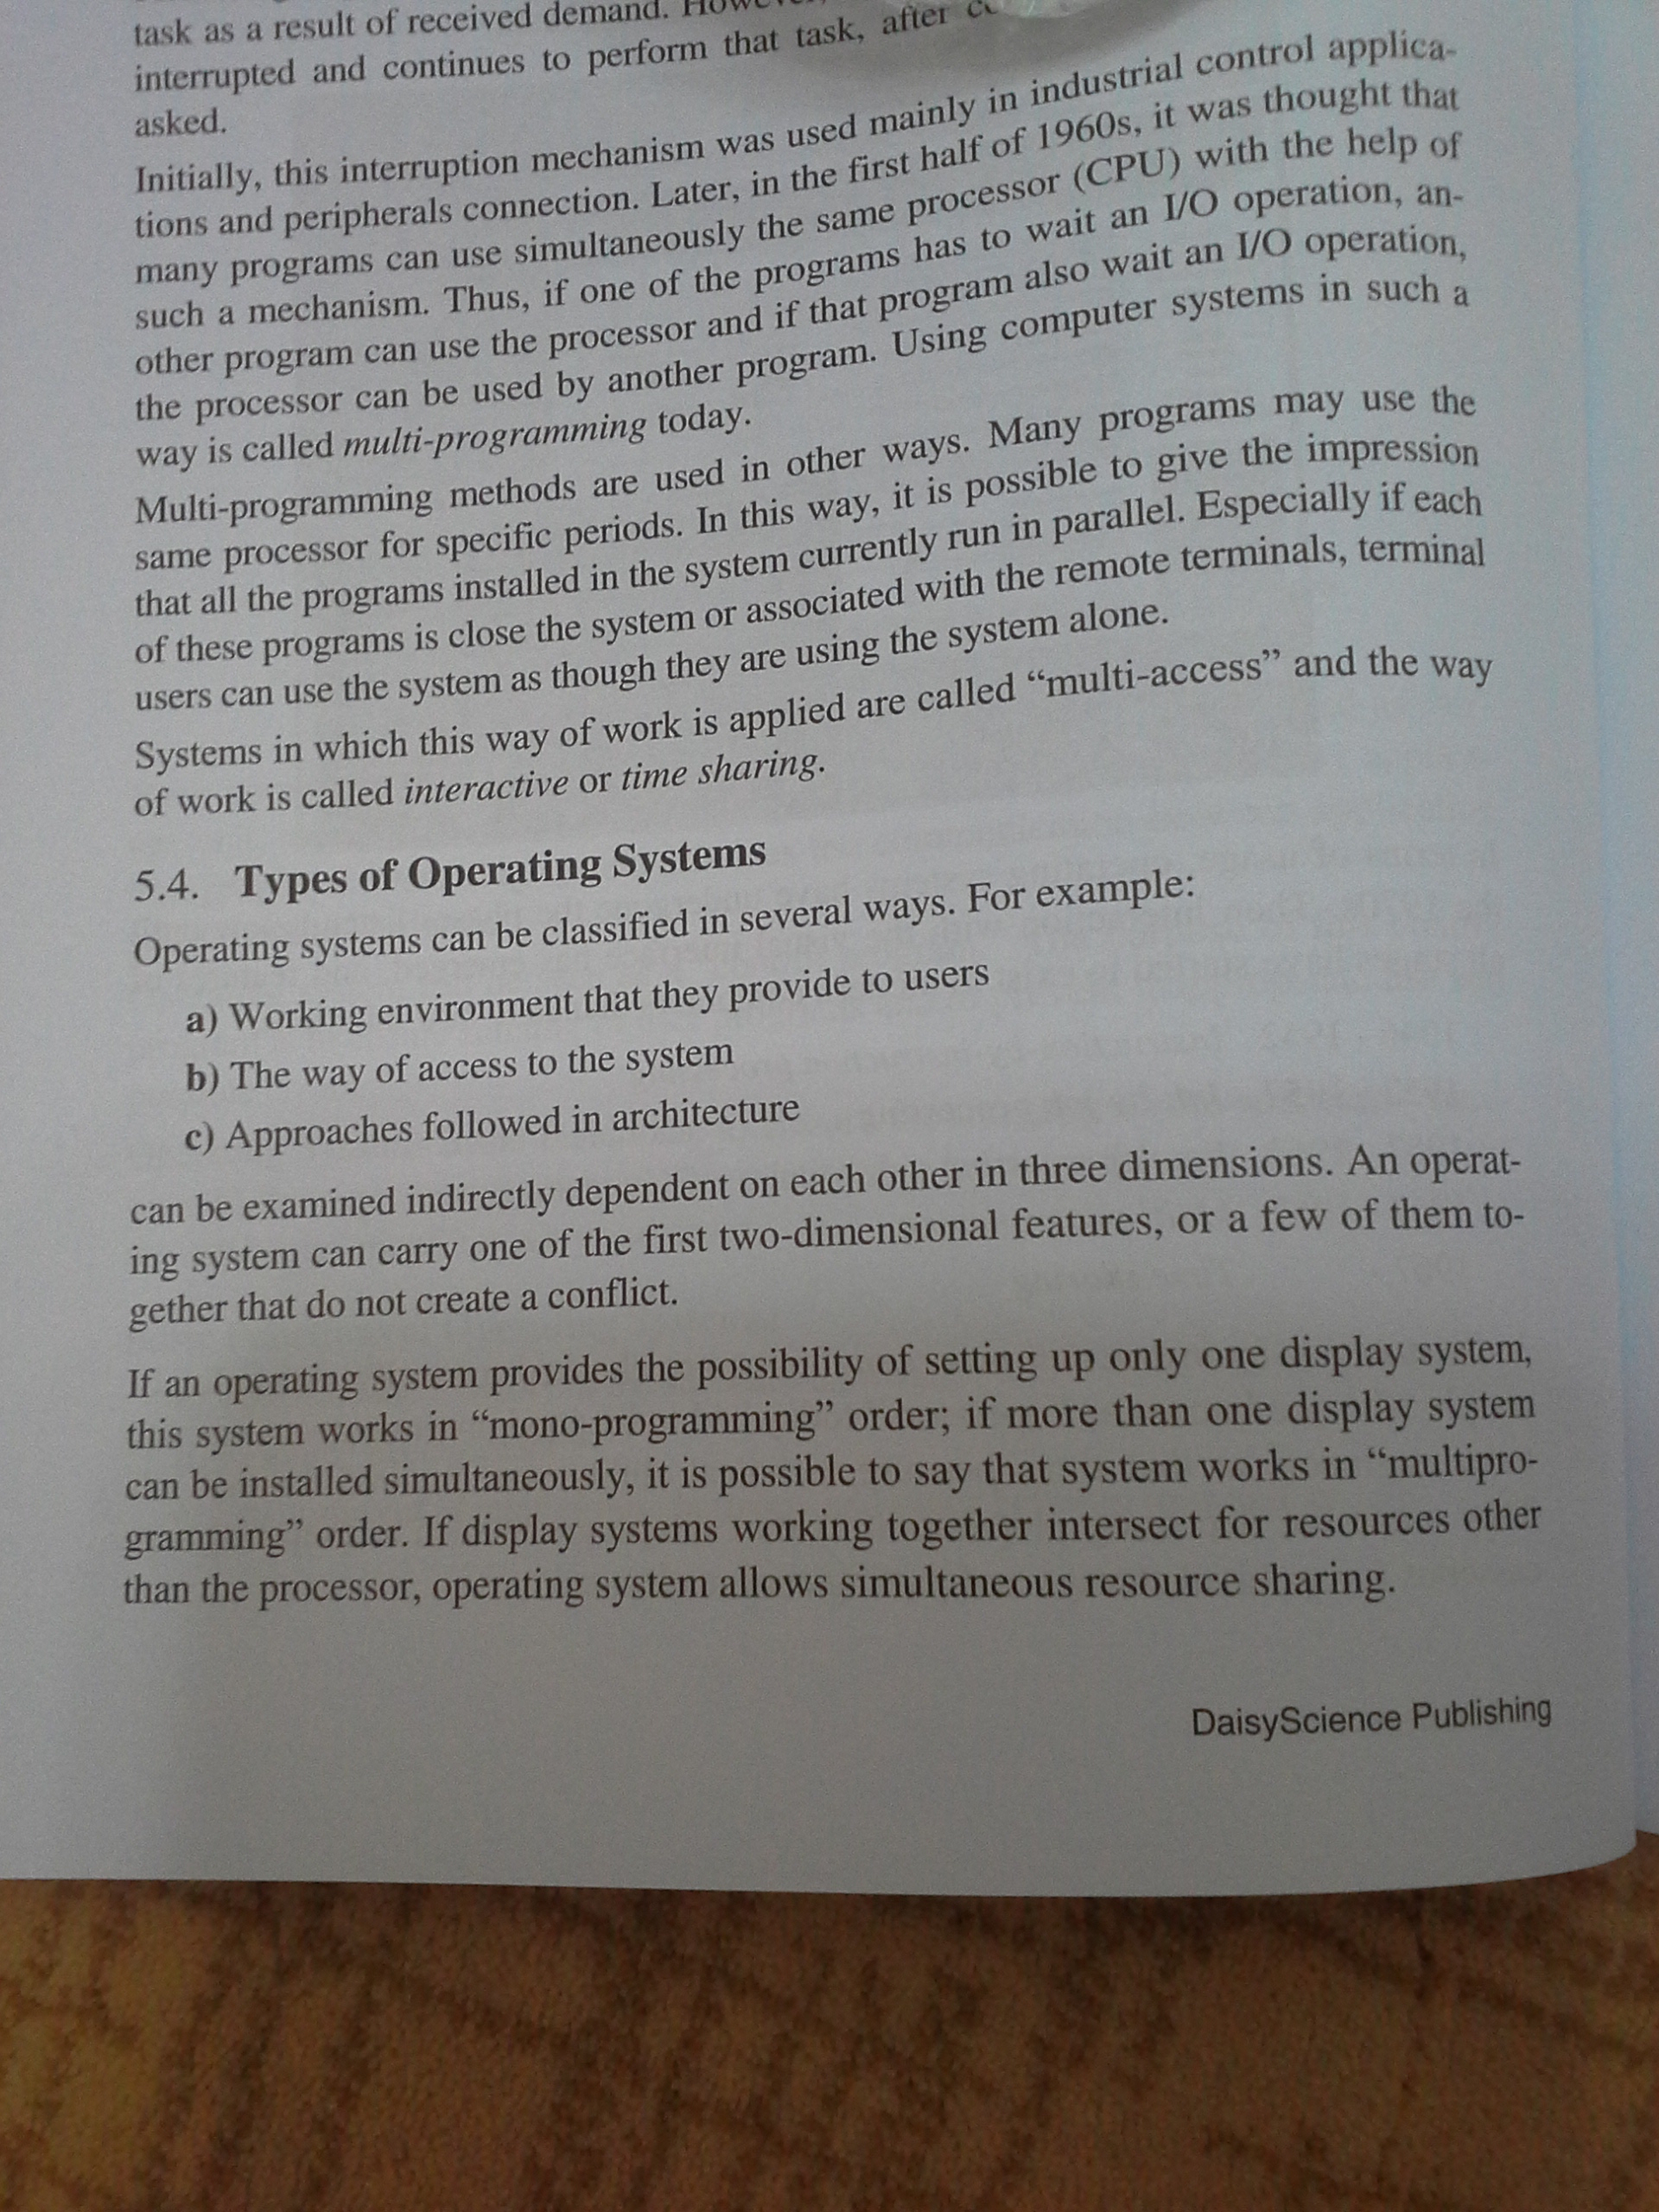 task as a result of received demand.
interrupted and continues to perform that task, after
asked.
Initially, this interruption mechanism was used mainly in industrial control applica-
tions and peripherals connection. Later, in the first half of 1960s, it was thought that
many programs can use simultaneously the same processor (CPU) with the help of
such a mechanism. Thus, if one of the programs has to wait an I/O operation, an-
other program can use the processor and if that program also wait an I/O operation,
the processor can be used by another program. Using computer systems in such a
way is called multi-programming today.
Multi-programming methods are used in other ways. Many programs may use the
same processor for specific periods. In this way, it is possible to give the impression
that all the programs installed in the system currently run in parallel. Especially if each
of these programs is close the system or associated with the remote terminals, terminal
users can use the system as though they are using the system alone.
Systems in which this way of work is applied are called “multi-access” and the way
of work is called interactive or time sharing.
5.4. Types of Operating Systems
Operating systems can be classified in several ways. For example:
a) Working environment that they provide to users
b) The way of access to the system
c) Approaches followed in architecture
can be examined indirectly dependent on each other in three dimensions. An operat-
ing system can carry one of the first two-dimensional features, or a few of them to-
gether that do not create a conflict.
If an operating system provides the possibility of setting up only one display system,
this system works in “mono-programming” order; if more than one display system
can be installed simultaneously, it is possible to say that system works in “multipro-
gramming” order. If display systems working together intersect for resources other
than the processor, operating system allows simultaneous resource sharing.
DaisyScience Publishing